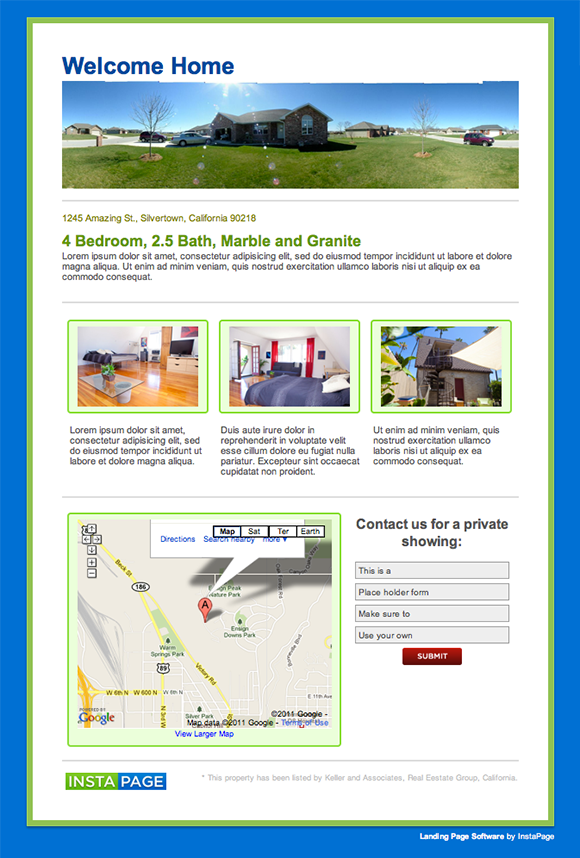 Welcome Home
1245 Amazing St., Silvertown, California 90218
4 Bedroom, 2.5 Bath, Marble and Granite
Lorem ipsum dolor sit amet, consectetur adipisicing elit, sed do eiusmod tempor incididunt ut labore et dolore
magna aliqua. Ut enim ad minim veniam, quis nostrud exercitation ullamco laboris nisi ut aliquip ex ea
commodo consequat.
Lorem ipsum dolor sit amet,
consectetur adipisicing elit, sed
do eiusmod tempor incididunt ut
labore et dolore magna aliqua.
Duis aute irure dolor in
reprehenderit in voluptate velit
esse cillum dolore eu fugiat nulla
pariatur. Excepteur sint occaecat
cupidatat non proident.
Ut enim ad minim veniam, quis
nostrud exercitation ullamco
laboris nisi ut aliquip ex ea
commodo consequat.
Map Sat Ter Earth
Directions Search nearby more ▼
Beck St
186
Ensign Peak
Nature Park
A
Ensign
Downs Park
Warm
Springs Park
89
Victory Rd
W 6th N W 600 N
E 11th Ave
Silver Park
POWERED BY
Google
©2011 Google -
Map data ©2011 Google - Terms of Use
View Larger Map
Contact us for a private
showing:
This is a
Place holder form
Make sure to
Use your own
SUBMIT
INSTAPAGE
* This property has been listed by Keller and Associates, Real Eestate Group, California.
Landing Page Software by InstaPage